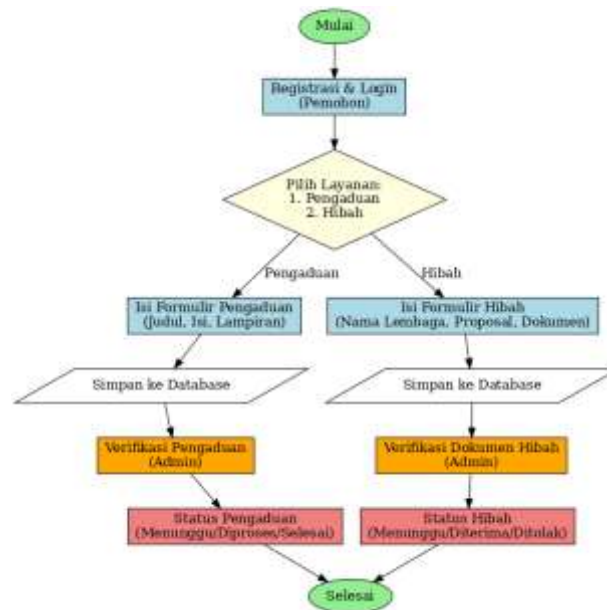 Mulai
Registrasi & Login
(Pemohon)
Pilih Layanan:
1. Pengaduan
2. Hibah
Pengaduan
Hibah
Isi Formulir Pengaduan
(Judul, Isi, Lampiran)
Isi Formulir Hibah
(Nama Lembaga, Proposal, Dokumen)
Simpan ke Database
Simpan ke Database
Verifikasi Pengaduan
(Admin)
Verifikasi Dokumen Hibah
(Admin)
Status Pengaduan
(Menunggu/Diproses/Selesai)
Status Hibah
(Menunggu/Diterima/Ditolak)
Selesai